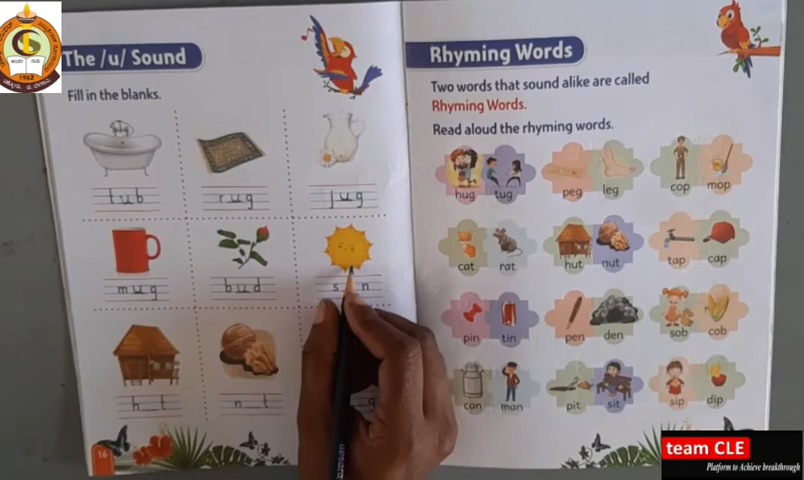 1962
The /u/ Sound
Fill in the blanks.
tub
rug
jug
mug
bud
s n
h_t
n_t
g
16
Rhyming Words
Two words that sound alike are called
Rhyming Words.
Read aloud the rhyming words.
hug tug peg leg cop mop
cat rat hut nut tap cap
pin tin pen den sob cob
can man pit sit sip dip
team CLE
Platform to Achieve breakthrough